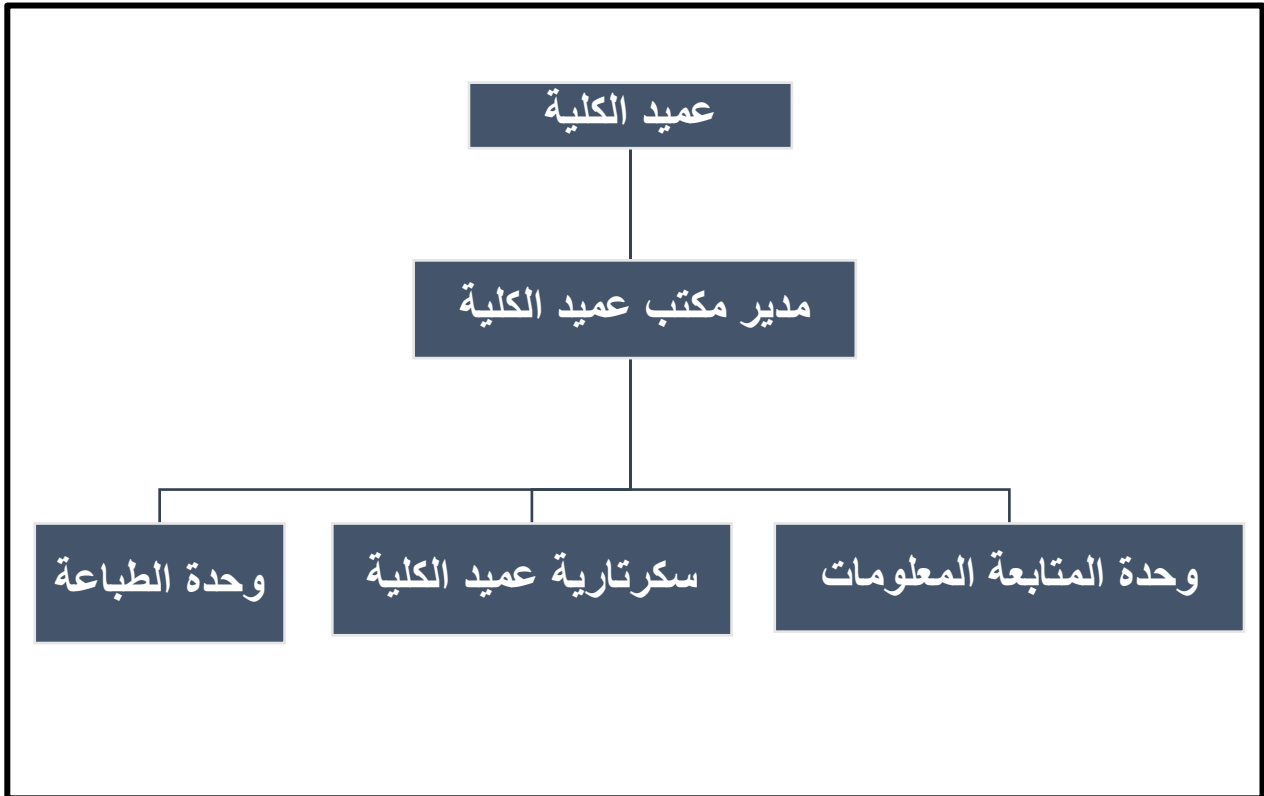 عميد الكلية
مدير مكتب عميد الكلية
وحدة المتابعة المعلومات
سكرتارية عميد الكلية
وحدة الطباعة